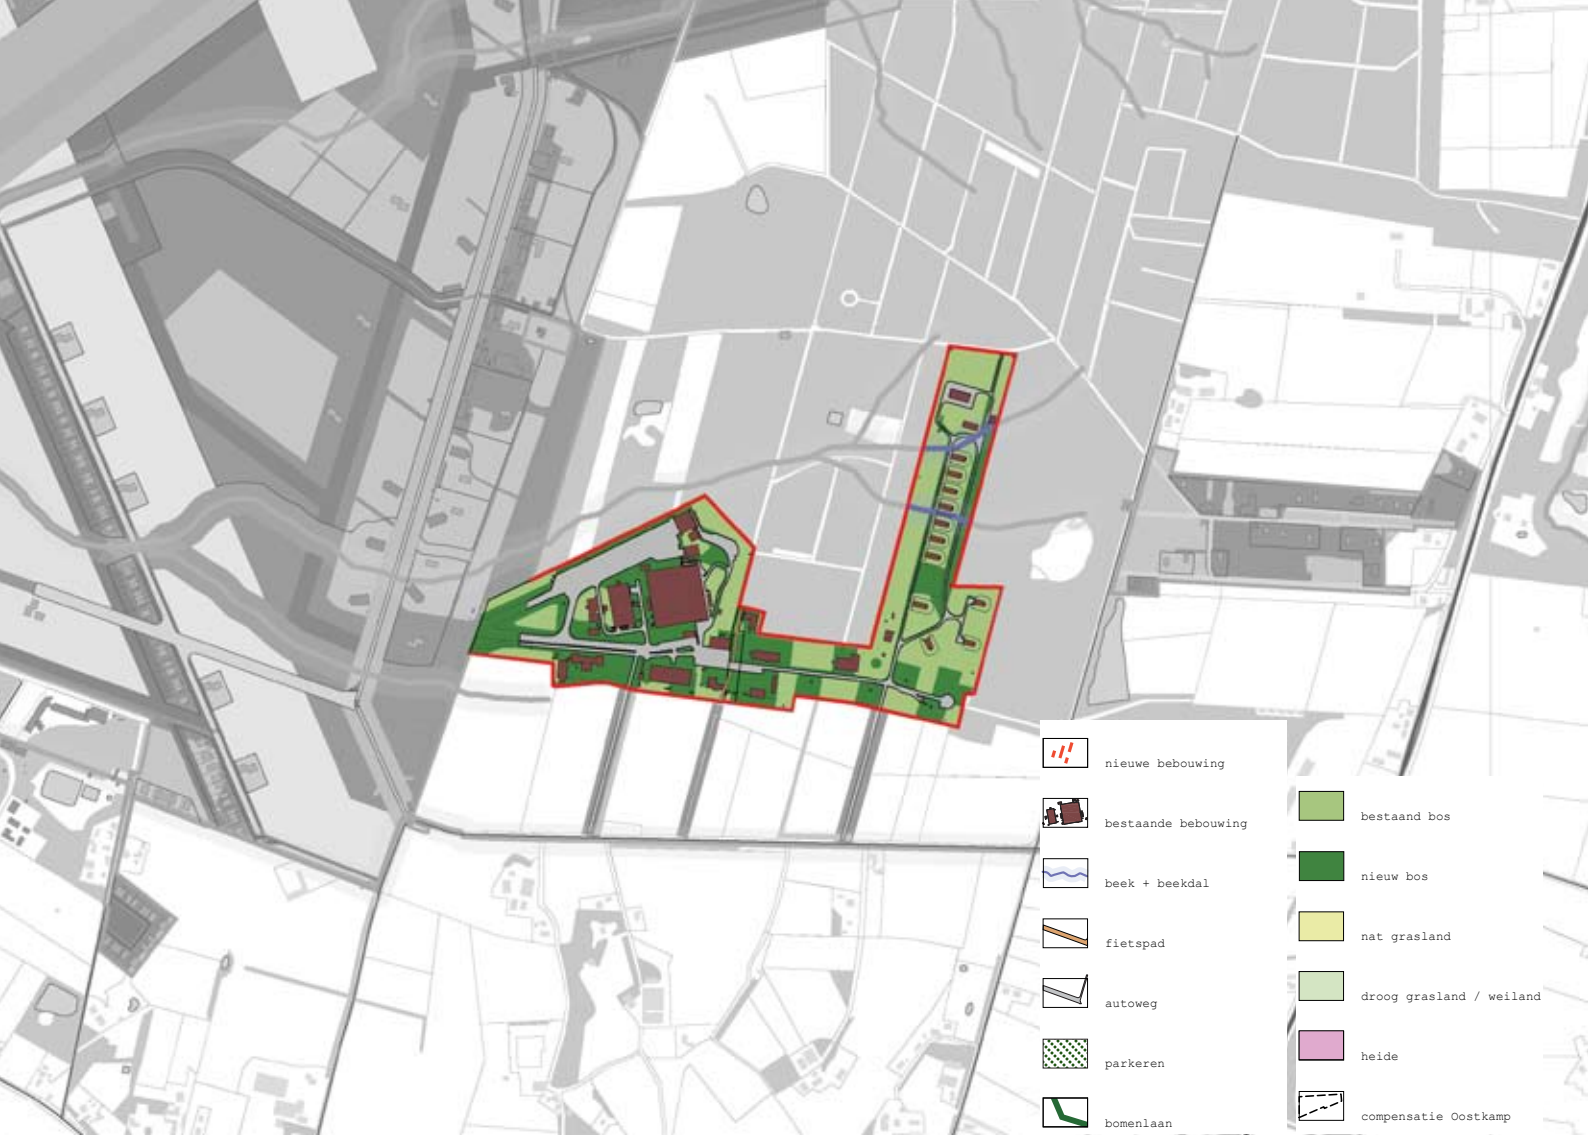 nieuwe bebouwing
bestaande bebouwing
beek + beekdal
fietspad
autoweg
parkeren
bomenlaan
bestaand bos
nieuw bos
nat grasland
droog grasland / weiland
heide
compensatie Oostkamp